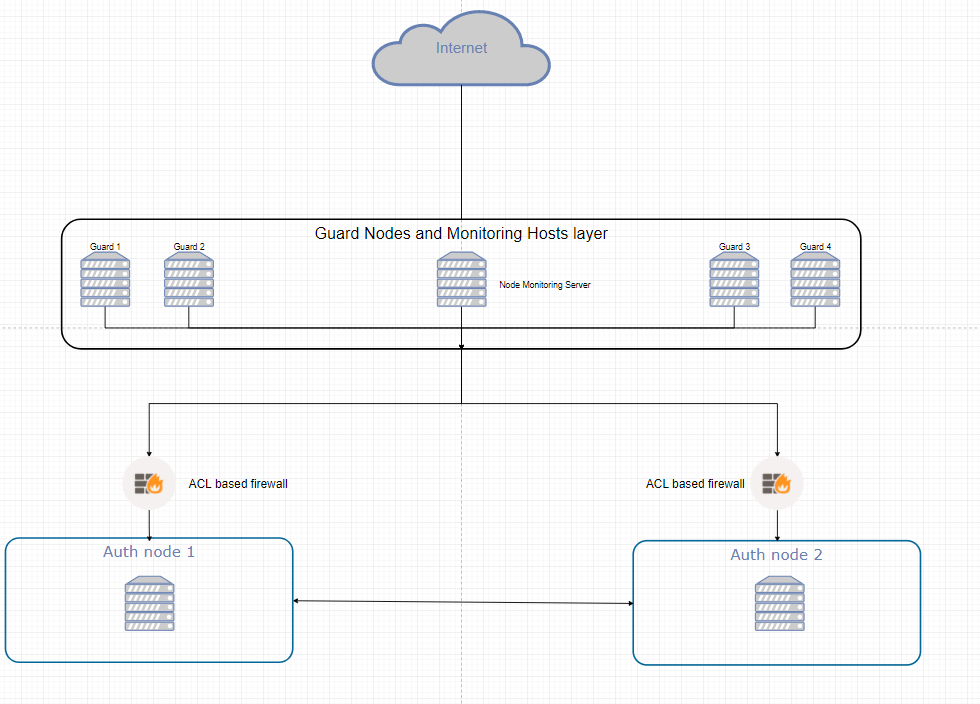 Internet
Guard Nodes and Monitoring Hosts layer
Guard 1
Guard 2
Guard 3
Guard 4
Node Monitoring Server
ACL based firewall
ACL based firewall
Auth node 1
Auth node 2